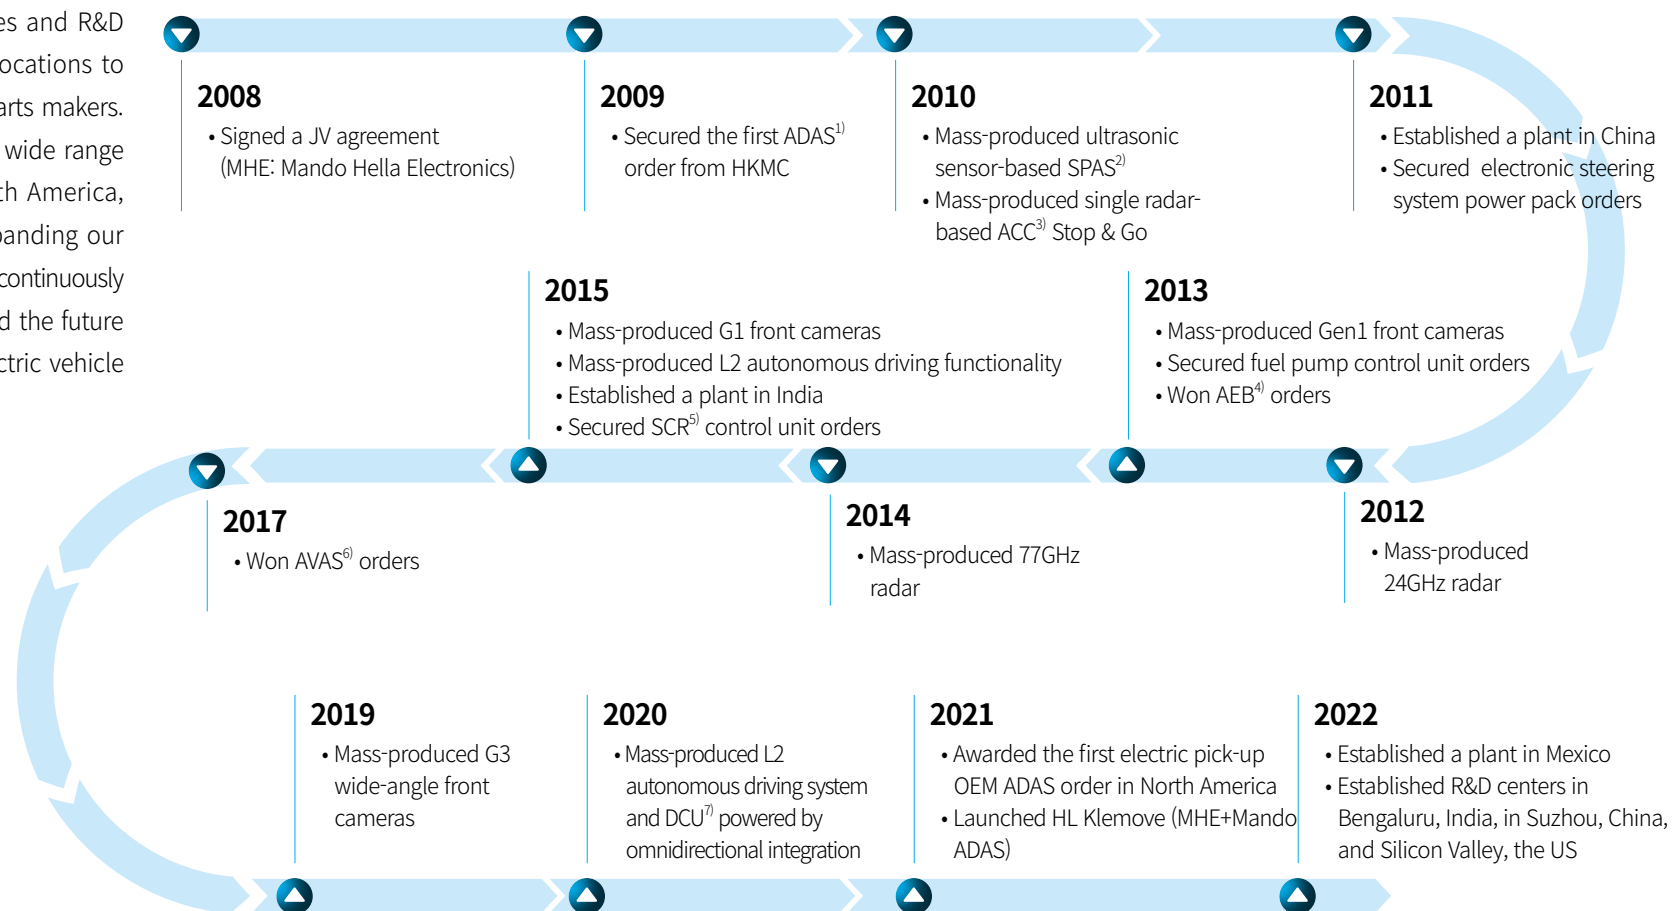 es and R&D
ocations to
arts makers.
wide range
th America,
panding our
continuously
d the future
ctric vehicle
2008
• Signed a JV agreement
(MHE: Mando Hella Electronics)
2009
• Secured the first ADAS1)
order from HKMC
2010
• Mass-produced ultrasonic
sensor-based SPAS2)
• Mass-produced single radar-
based ACC3) Stop & Go
2011
• Established a plant in China
• Secured electronic steering
system power pack orders
2015
• Mass-produced G1 front cameras
• Mass-produced L2 autonomous driving functionality
• Established a plant in India
• Secured SCR5) control unit orders
2013
• Mass-produced Gen1 front cameras
• Secured fuel pump control unit orders
• Won AEB4) orders
2017
• Won AVAS6) orders
2014
• Mass-produced 77GHz
radar
2012
• Mass-produced
24GHz radar
2019
• Mass-produced G3
wide-angle front
cameras
2020
• Mass-produced L2
autonomous driving system
and DCU7) powered by
omnidirectional integration
2021
• Awarded the first electric pick-up
OEM ADAS order in North America
• Launched HL Klemove (MHE+Mando
ADAS)
2022
• Established a plant in Mexico
• Established R&D centers in
Bengaluru, India, in Suzhou, China,
and Silicon Valley, the US